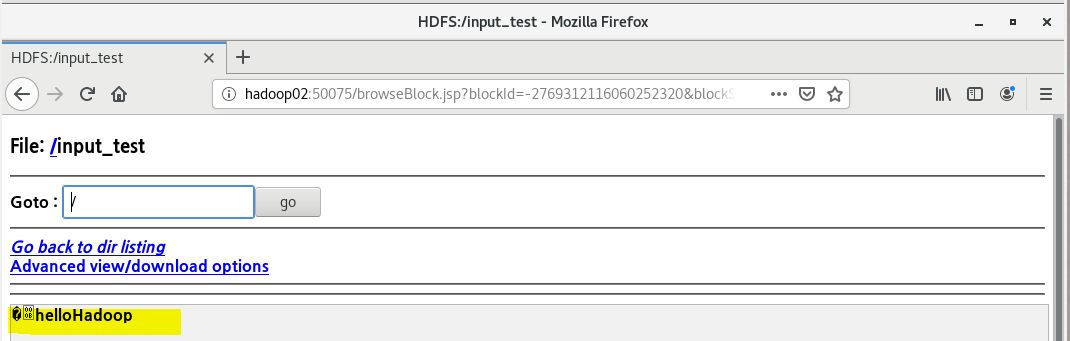 HDFS:/input_test - Mozilla Firefox
HDFS:/input_test
hadoop02:50075/browseBlock.jsp?blockId=-2769312116060252320&blockS
File: /input_test
Goto : /
go
Go back to dir listing
Advanced view/download options
�helloHadoop